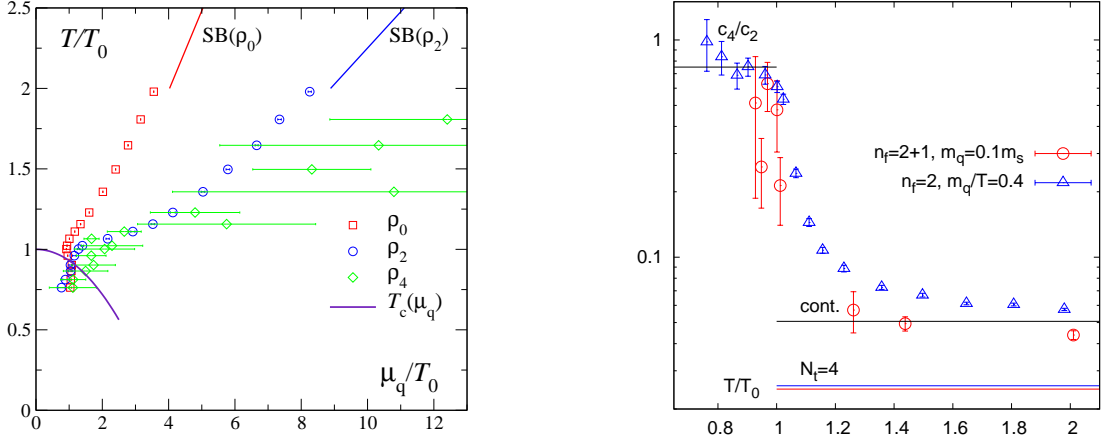 2.5
2
1.5
1
0.5
0
T/T0
SB(ρ0)
SB(ρ2)
ρ0
ρ2
ρ4
Tc(μq)
μq/T0
0 2 4 6 8 10 12
1
0.1
c4/c2
nf=2+1, mq=0.1ms
nf=2, mq/T=0.4
cont.
Nt=4
T/T0
0.8 1 1.2 1.4 1.6 1.8 2